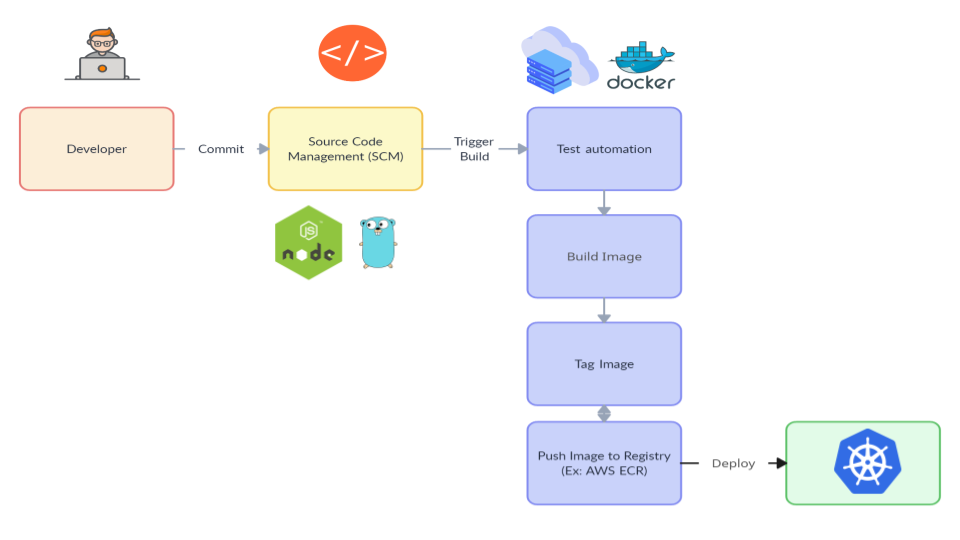 </>
docker
Developer
Commit
Source Code
Management (SCM)
Trigger
Build
Test automation
JS
node
Build Image
Tag Image
Push Image to Registry
(Ex: AWS ECR)
Deploy